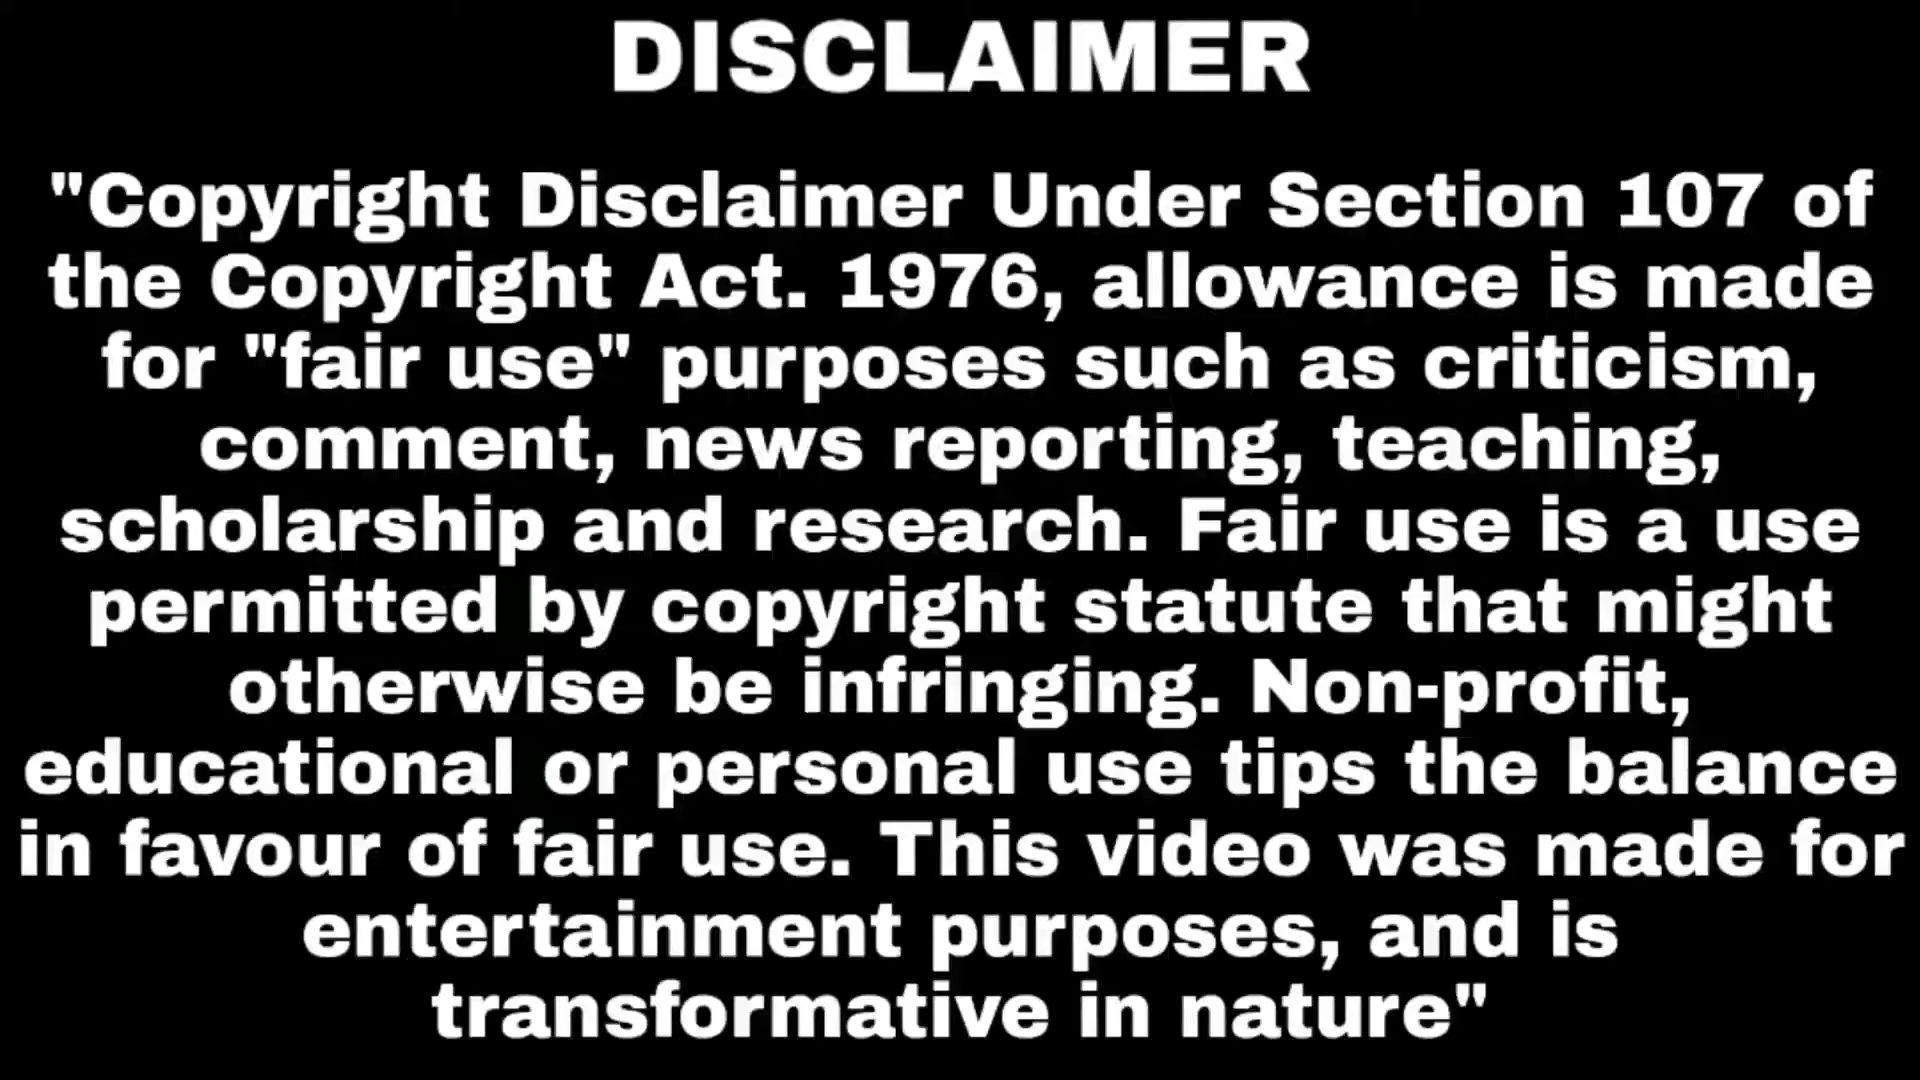 DISCLAIMER
"Copyright Disclaimer Under Section 107 of
the Copyright Act. 1976, allowance is made
for "fair use" purposes such as criticism,
comment, news reporting, teaching,
scholarship and research. Fair use is a use
permitted by copyright statute that might
otherwise be infringing. Non-profit,
educational or personal use tips the balance
in favour of fair use. This video was made for
entertainment purposes, and is
transformative in nature"